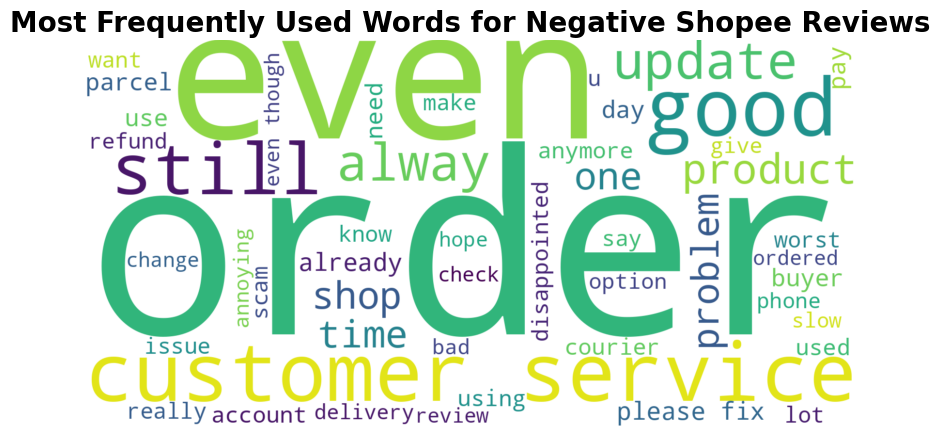 Most Frequently Used Words for Negative Shopee Reviews
want
parcel
use
refund
even
even though
need
make
u
update
pay
day
good
still
alway
anymore
give
one
product
order
change
annoying
scam
know
already
shop
time
hope
check
disappointed
say
option
problem
worst
ordered
buyer
phone
slow
issue
bad
courier
used
customer service
really
account
delivery
review
using
please fix
lot